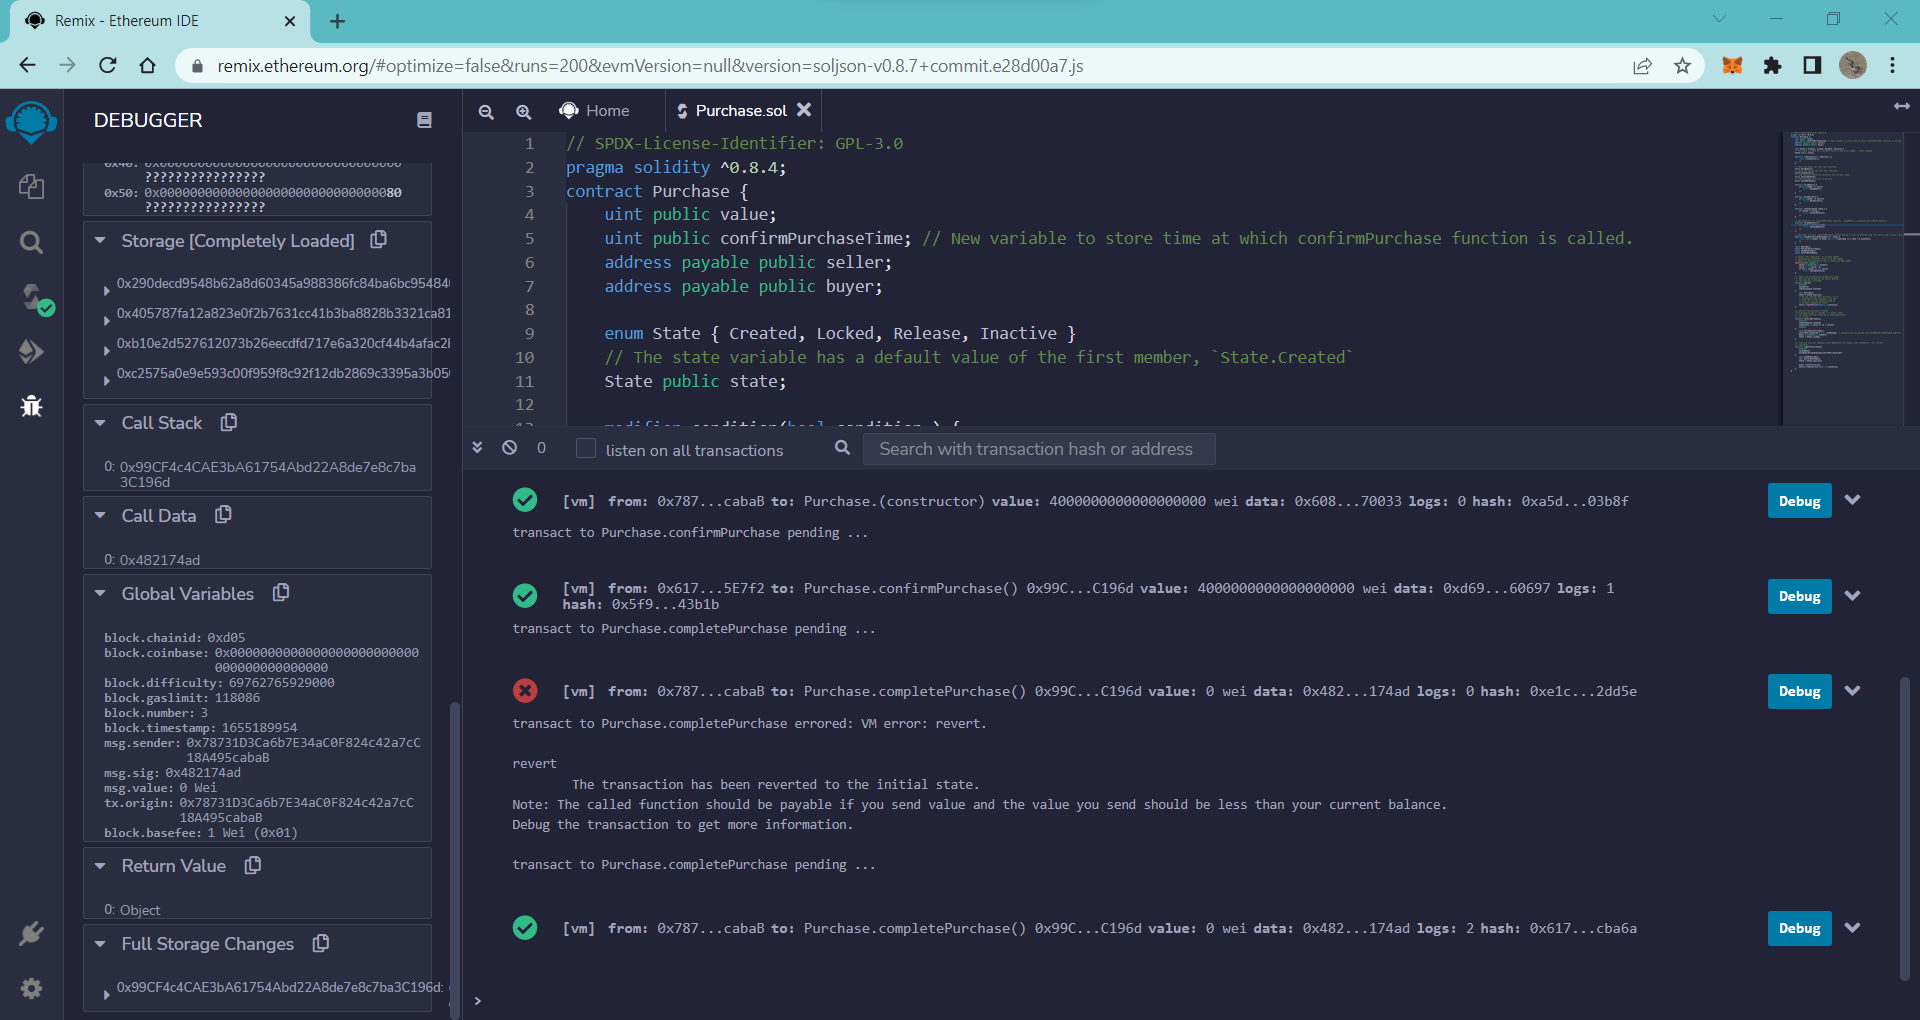 Remix - Ethereum IDE
remix.ethereum.org/#optimize=false&runs=200&evmVersion=null&version=soljson-v0.8.7+commit.e28d00a7.js
DEBUGGER
????????????????
0x50: 0x00000000000000000000000000000080
????????????????
Storage [Completely Loaded]
0x290decd9548b62a8d60345a988386fc84ba6bc95484
0x405787fa12a823e0f2b7631cc41b3ba8828b3321ca81
0xb10e2d527612073b26eecdfd717e6a320cf44b4afac2
0xc2575a0e9e593c00f959f8c92f12db2869c3395a3b05
Call Stack
0: 0x99CF4c4CAE3bA61754Abd22A8de7e8c7ba
3C196d
Call Data
0: 0x482174ad
Global Variables
block.chainid: 0xd05
block.coinbase: 0x0000000000000000000000000
000000000000000
block.difficulty: 69762765929000
block.gaslimit: 118086
block.number: 3
block.timestamp: 1655189954
msg.sender: 0x78731D3Ca6b7E34aC0F824c42a7cC
18A495cabaB
msg.sig: 0x482174ad
msg.value: 0 Wei
tx.origin: 0x78731D3Ca6b7E34aC0F824c42a7cC
18A495cabaB
block.basefee: 1 Wei (0x01)
Return Value
0: Object
Full Storage Changes
0x99CF4c4CAE3bA61754Abd22A8de7e8c7ba3C196d:
Home
Purchase.sol
1 // SPDX-License-Identifier: GPL-3.0
2 pragma solidity ^0.8.4;
3 contract Purchase {
4 uint public value;
5 uint public confirmPurchaseTime; // New variable to store time at which confirmPurchase function is called.
6 address payable public seller;
7 address payable public buyer;
8
9 enum State { Created, Locked, Release, Inactive }
10 // The state variable has a default value of the first member, `State.Created`
11 State public state;
12
0 listen on all transactions Search with transaction hash or address
[vm] from: 0x787...cabaB to: Purchase.(constructor) value: 4000000000000000000 wei data: 0x608...70033 logs: 0 hash: 0xa5d...03b8f
Debug
transact to Purchase.confirmPurchase pending ...
[vm] from: 0x617...5E7f2 to: Purchase.confirmPurchase() 0x99C...C196d value: 4000000000000000000 wei data: 0xd69...60697 logs: 1
hash: 0x5f9...43b1b
Debug
transact to Purchase.completePurchase pending ...
[vm] from: 0x787...cabaB to: Purchase.completePurchase() 0x99C...C196d value: 0 wei data: 0x482...174ad logs: 0 hash: 0xe1c...2dd5e
Debug
transact to Purchase.completePurchase errored: VM error: revert.
revert
The transaction has been reverted to the initial state.
Note: The called function should be payable if you send value and the value you send should be less than your current balance.
Debug the transaction to get more information.
transact to Purchase.completePurchase pending ...
[vm] from: 0x787...cabaB to: Purchase.completePurchase() 0x99C...C196d value: 0 wei data: 0x482...174ad logs: 2 hash: 0x617...cba6a
Debug
>